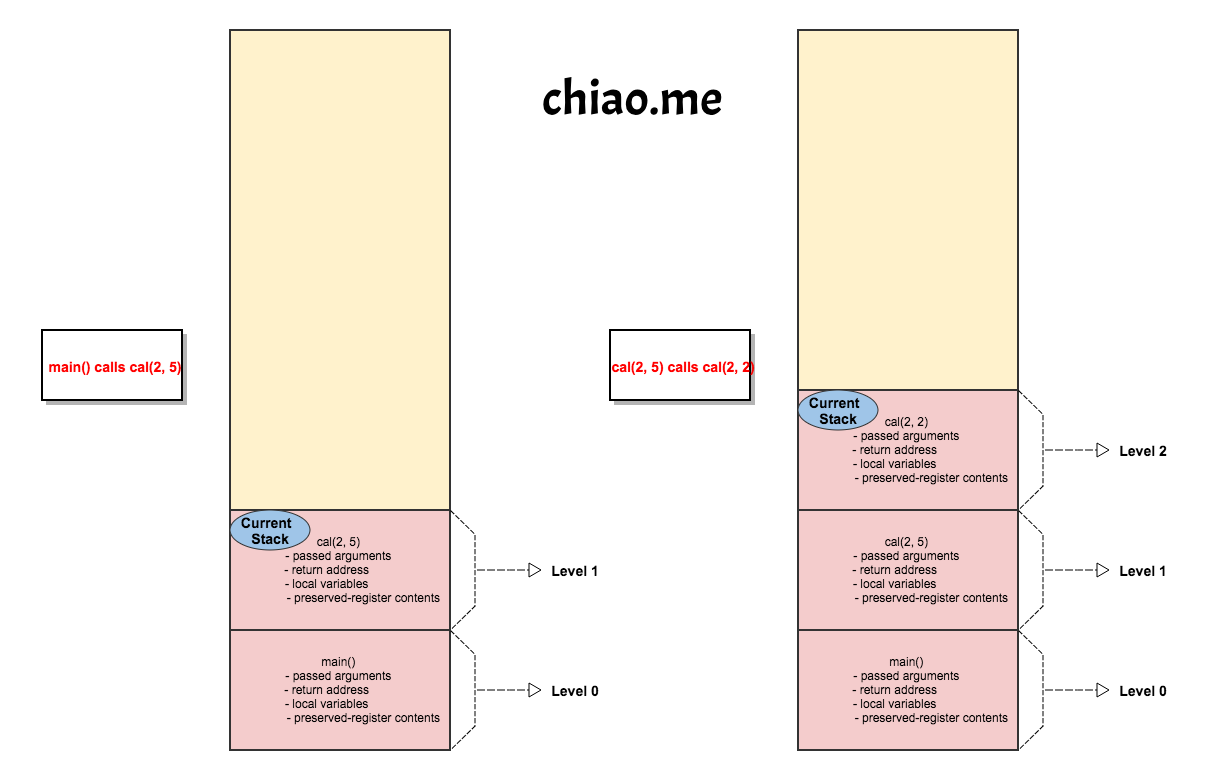 chiao.me
main() calls cal(2, 5)
Current
Stack
cal(2, 5)
- passed arguments
- return address
- local variables
- preserved-register contents
Level 1
main()
- passed arguments
- return address
- local variables
- preserved-register contents
Level 0
cal(2, 5) calls cal(2, 2)
Current
Stack
cal(2, 2)
- passed arguments
- return address
- local variables
- preserved-register contents
Level 2
cal(2, 5)
- passed arguments
- return address
- local variables
- preserved-register contents
Level 1
main()
- passed arguments
- return address
- local variables
- preserved-register contents
Level 0